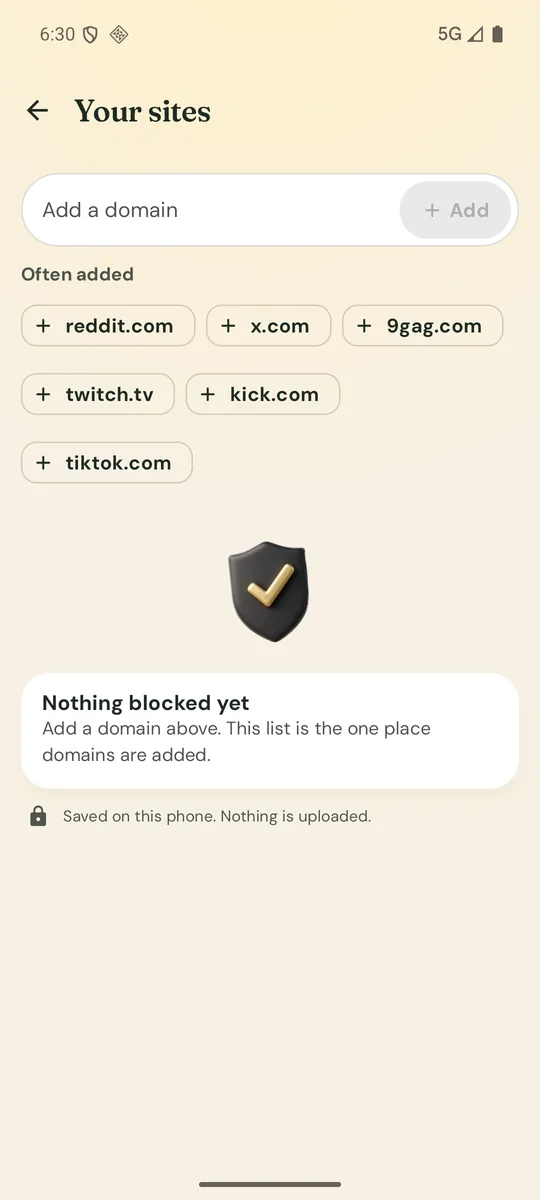 6:30
5G
Your sites
Add a domain
+ Add
Often added
+ reddit.com
+ x.com
+ 9gag.com
+ twitch.tv
+ kick.com
+ tiktok.com
Nothing blocked yet
Add a domain above. This list is the one place
domains are added.
Saved on this phone. Nothing is uploaded.